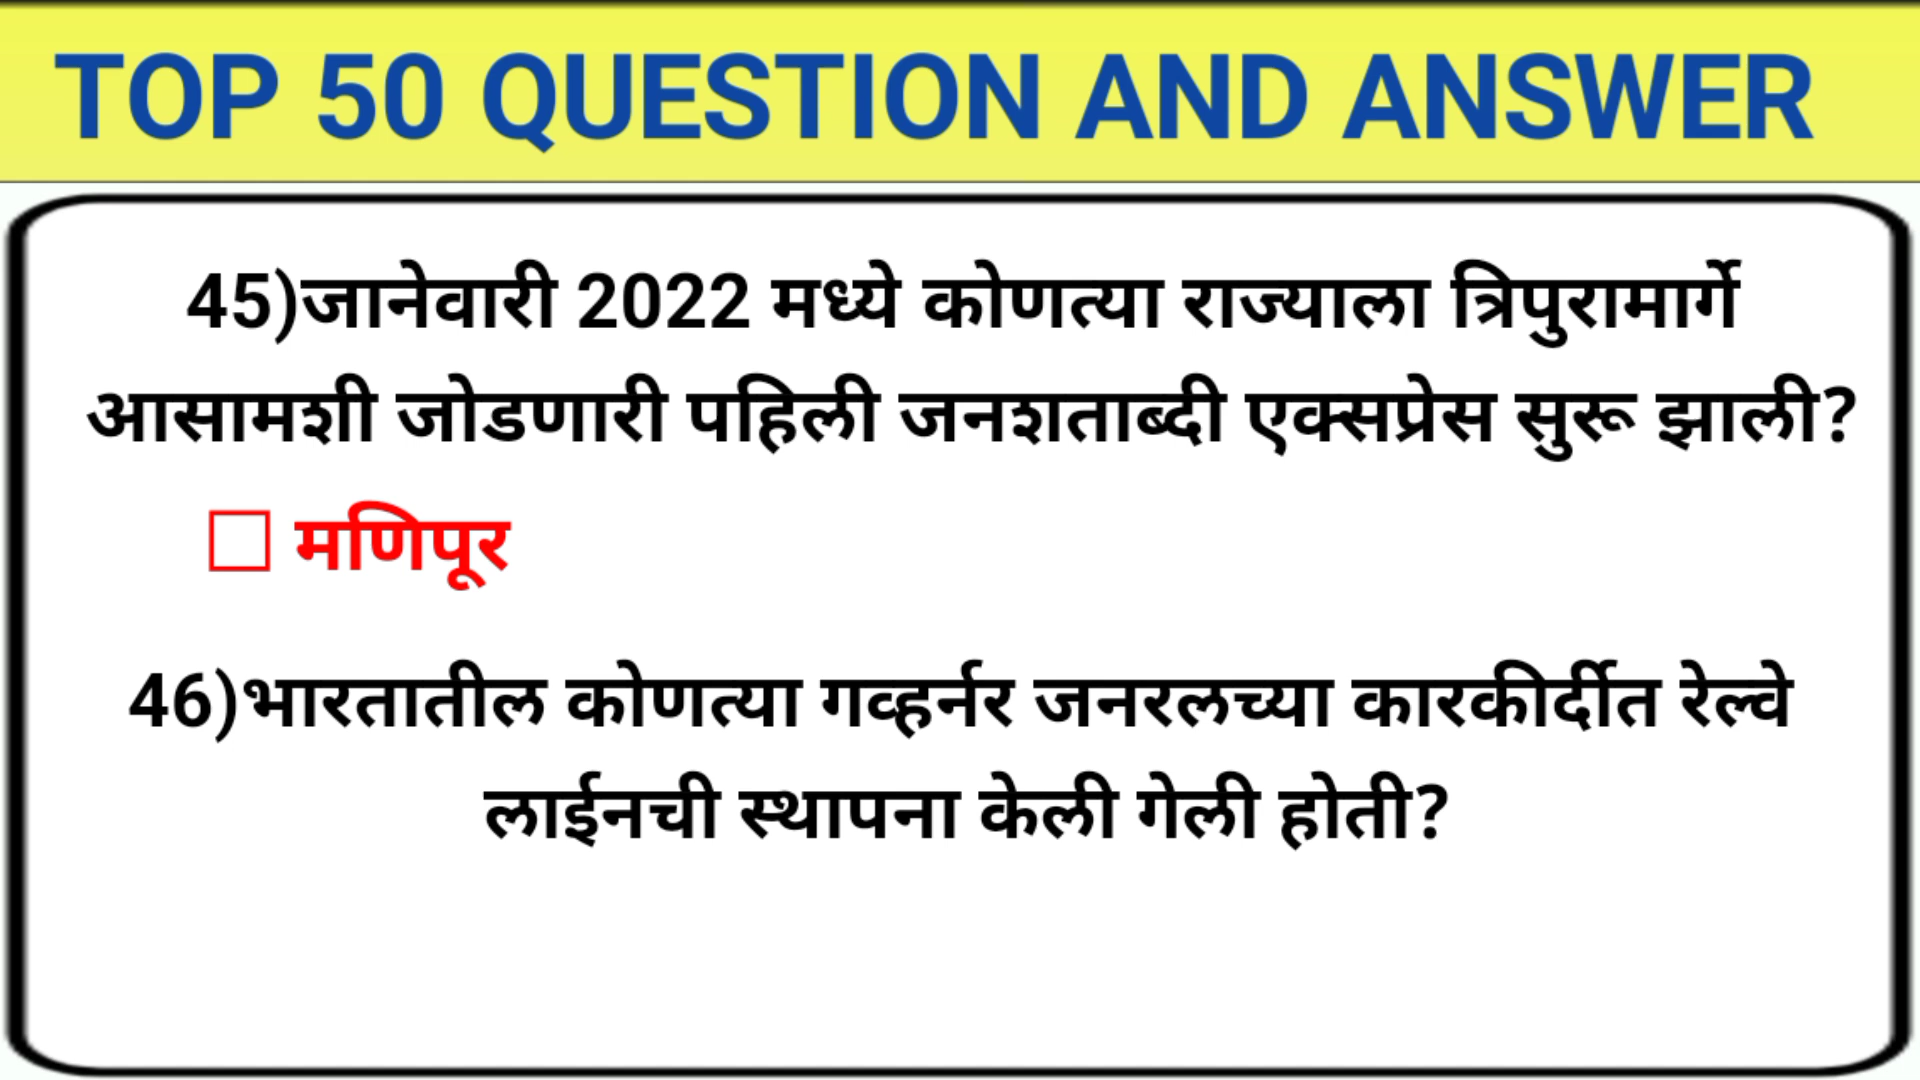 TOP 50 QUESTION AND ANSWER
45)जानेवारी 2022 मध्ये कोणत्या राज्याला त्रिपुरामार्गे
आसामशी जोडणारी पहिली जनशताब्दी एक्सप्रेस सुरू झाली?
☐ मणिपूर
46)भारतातील कोणत्या गव्हर्नर जनरलच्या कारकीर्दीत रेल्वे
लाईनची स्थापना केली गेली होती?